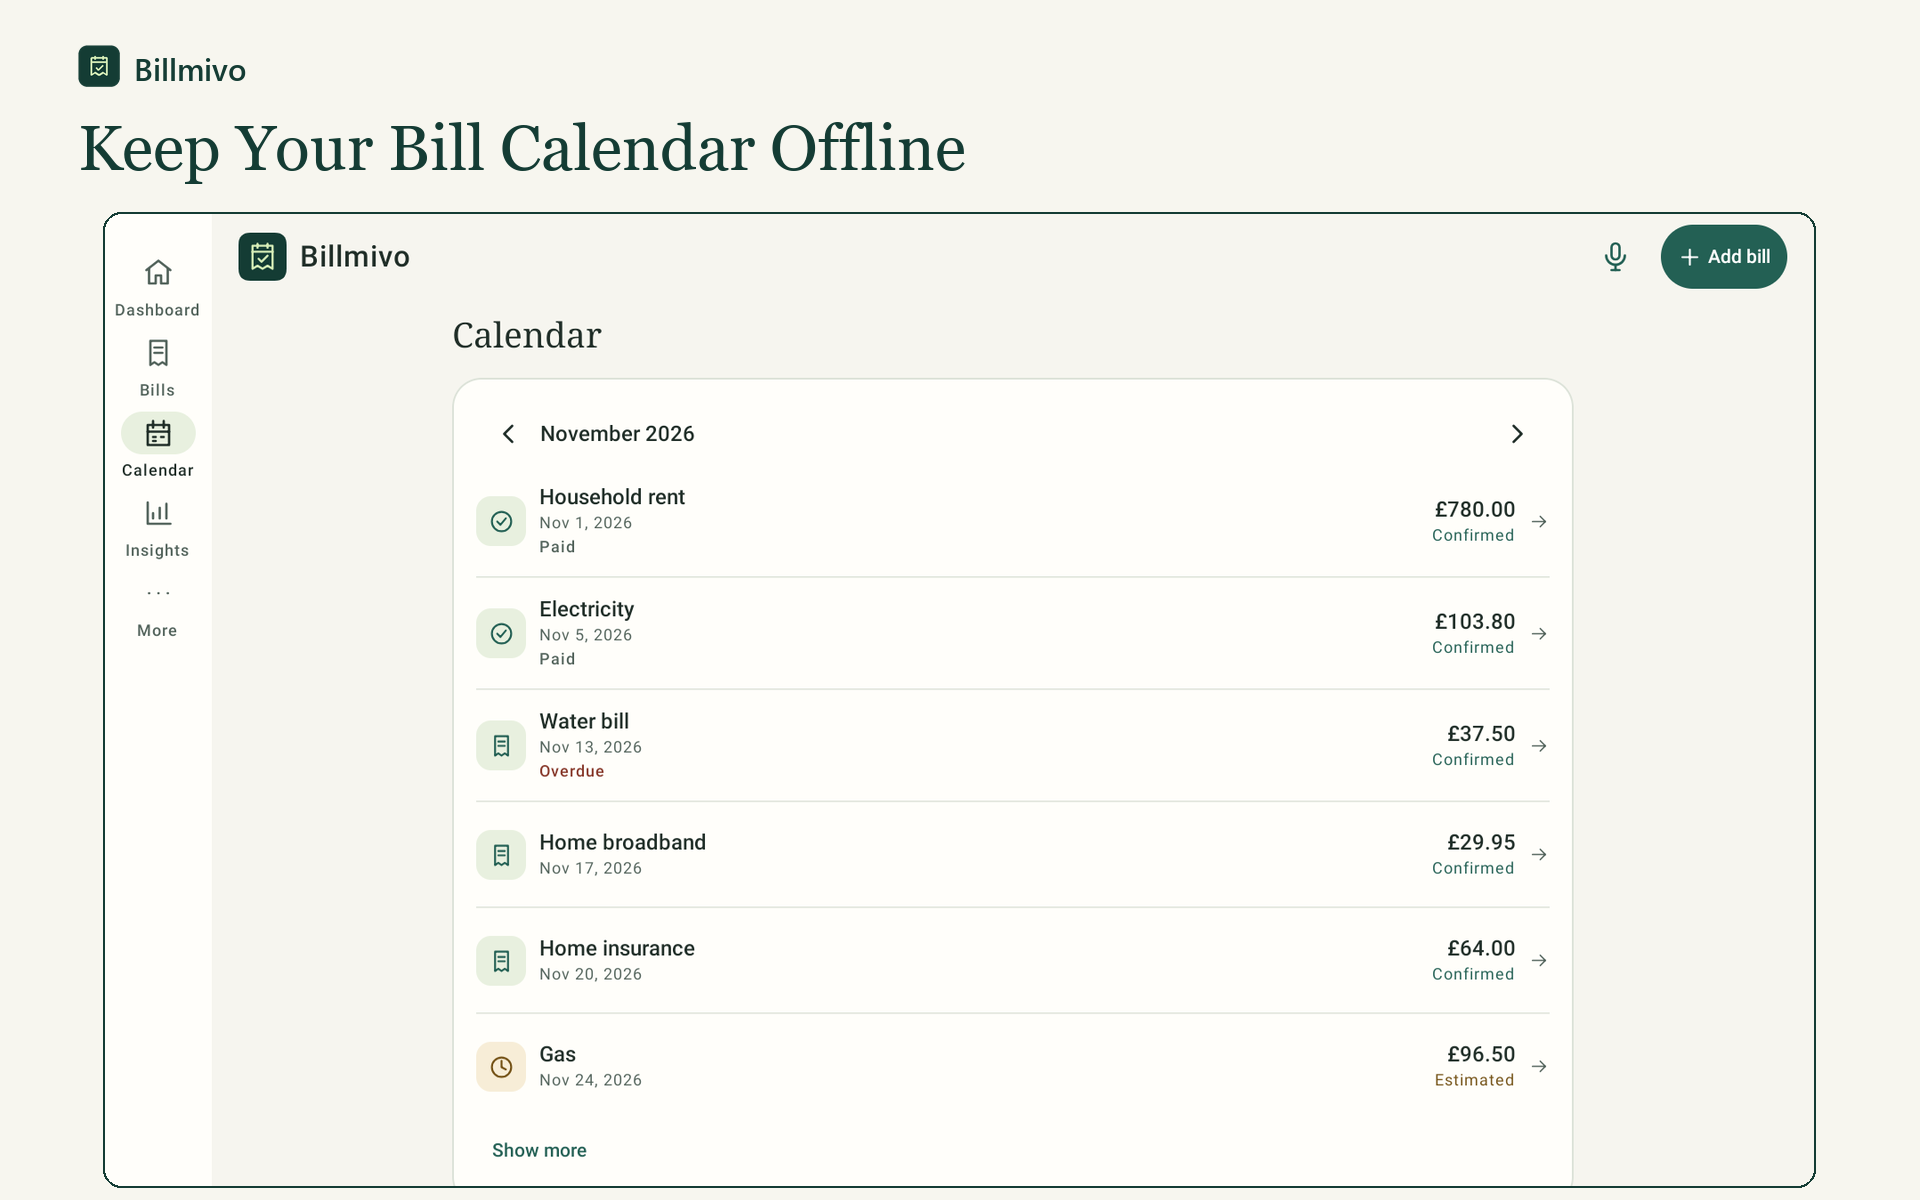 Billmivo
Keep Your Bill Calendar Offline
Billmivo
Add bill
Dashboard
Bills
Calendar
Insights
More
Calendar
November 2026
Household rent
Nov 1, 2026
Paid
£780.00
Confirmed
Electricity
Nov 5, 2026
Paid
£103.80
Confirmed
Water bill
Nov 13, 2026
Overdue
£37.50
Confirmed
Home broadband
Nov 17, 2026
£29.95
Confirmed
Home insurance
Nov 20, 2026
£64.00
Confirmed
Gas
Nov 24, 2026
£96.50
Estimated
Show more